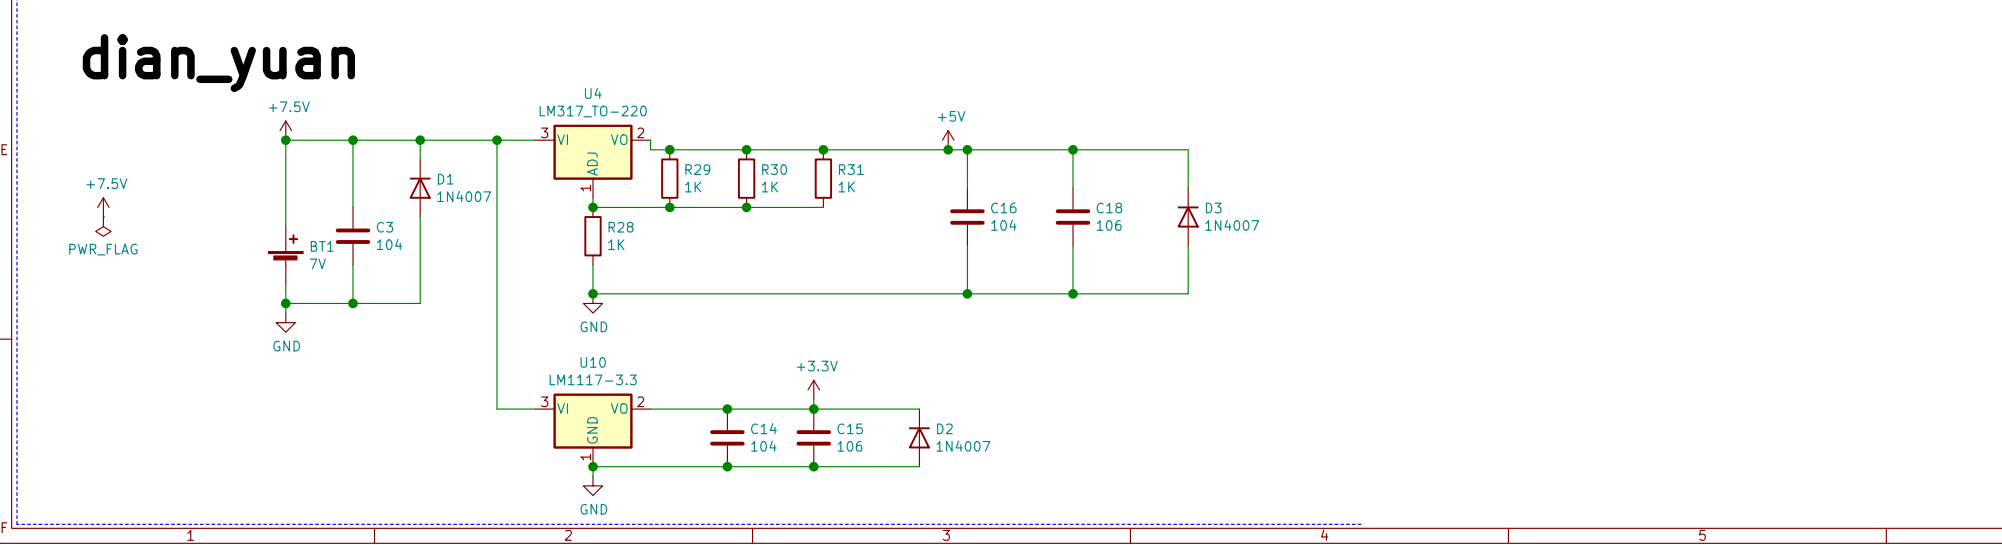 dian_yuan
+7.5V
U4
LM317_TO-220
3 VI VO 2
ADJ
1
+5V
E
R29
1K
R30
1K
R31
1K
+7.5V
PWR_FLAG
D1
1N4007
C3
104
BT1
7V
+
R28
1K
C16
104
C18
106
D3
1N4007
GND
GND
U10
LM1117-3.3
3 VI VO 2
GND
1
+3.3V
C14
104
C15
106
D2
1N4007
GND
F
1 2 3 4 5